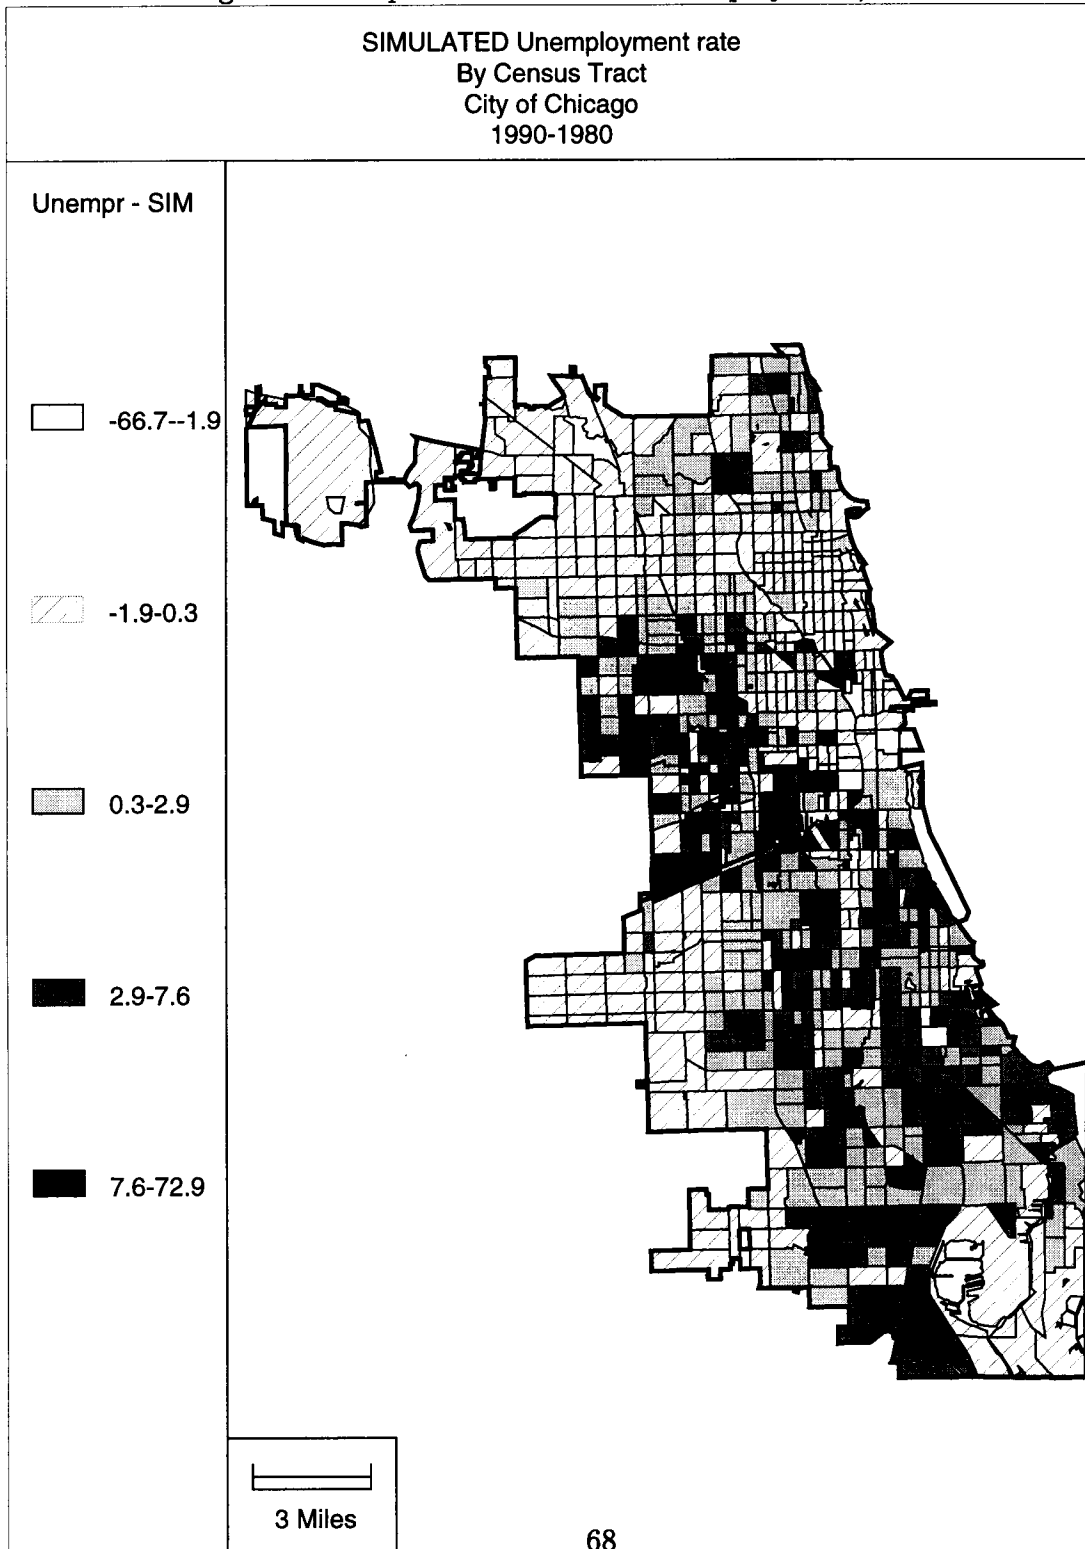 SIMULATED Unemployment rate
By Census Tract
City of Chicago
1990-1980
Unempr - SIM
-66.7--1.9
-1.9-0.3
0.3-2.9
2.9-7.6
7.6-72.9
3 Miles
68